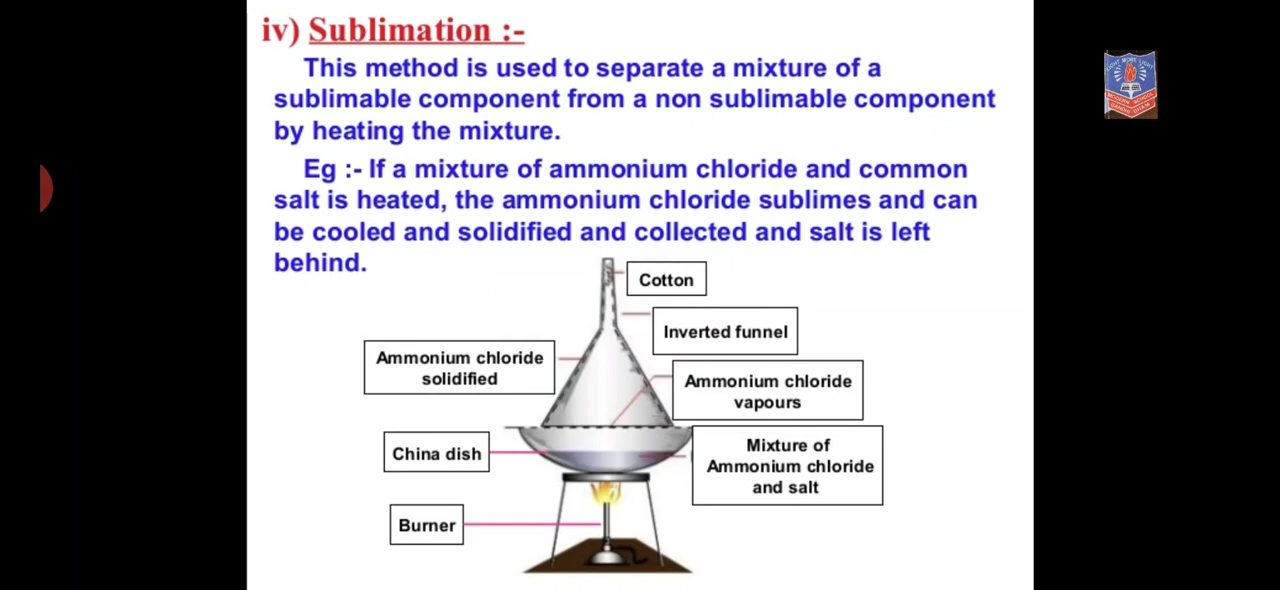 iv) Sublimation :-
This method is used to separate a mixture of a
sublimable component from a non sublimable component
by heating the mixture.
Eg :- If a mixture of ammonium chloride and common
salt is heated, the ammonium chloride sublimes and can
be cooled and solidified and collected and salt is left
behind.
Cotton
Inverted funnel
Ammonium chloride
solidified
Ammonium chloride
vapours
China dish
Mixture of
Ammonium chloride
and salt
Burner
MODERN SCHOOL